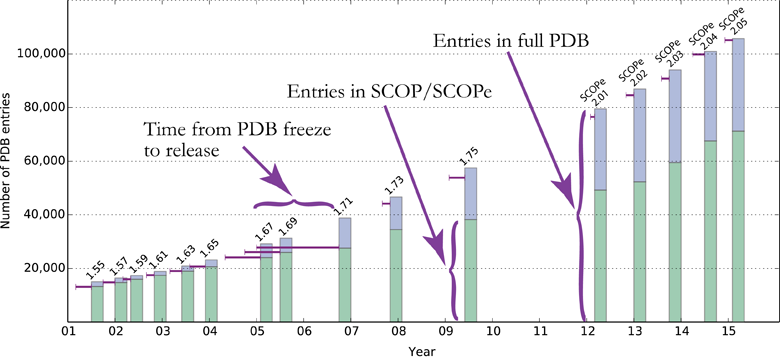 Number of PDB entries
100,000
80,000
60,000
40,000
20,000
Entries in full PDB
Entries in SCOP/SCOPe
Time from PDB freeze
to release
1.55
1.57
1.59
1.61
1.63
1.65
1.67
1.69
1.71
1.73
1.75
SCOPe
2.01
SCOPe
2.02
SCOPe
2.03
SCOPe
2.04
SCOPe
2.05
01 02 03 04 05 06 07 08 09 10 11 12 13 14 15
Year